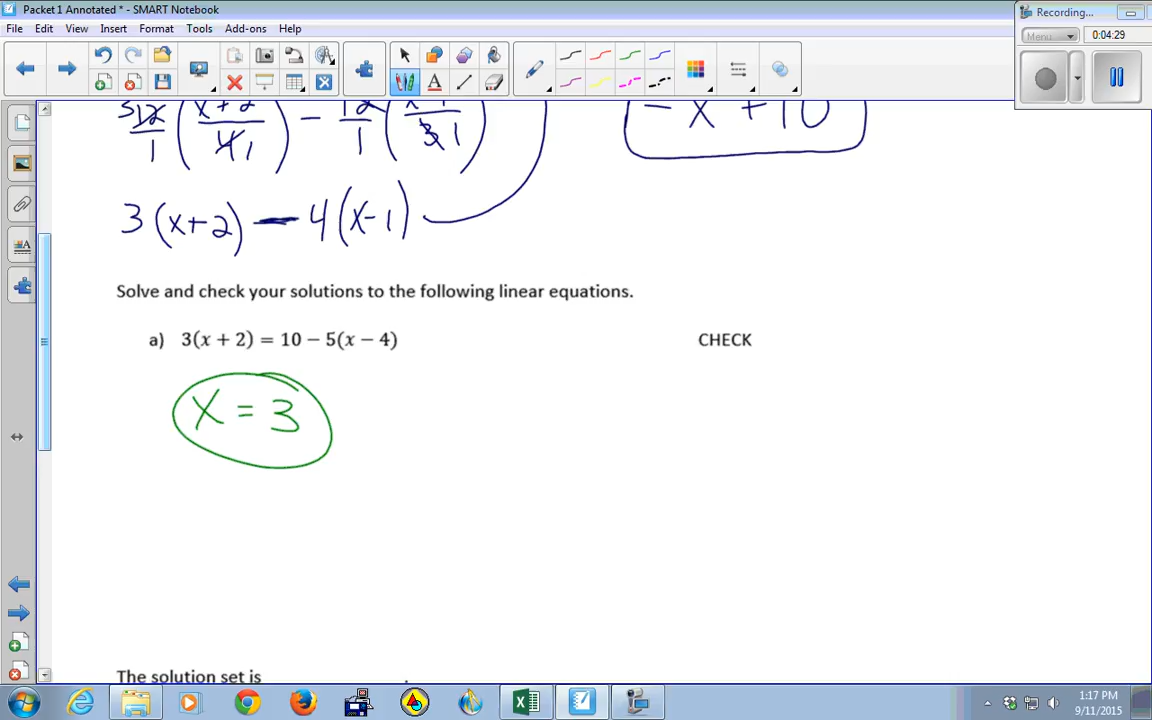 Packet 1 Annotated * - SMART Notebook
Recording...
File Edit View Insert Format Tools Add-ons Help
Menu
0:04:29
- x + 10
3(x+2) - 4(x-1)
Solve and check your solutions to the following linear equations.
a) 3(x + 2) = 10 − 5(x − 4) CHECK
x = 3
The solution set is
1:17 PM
9/11/2015